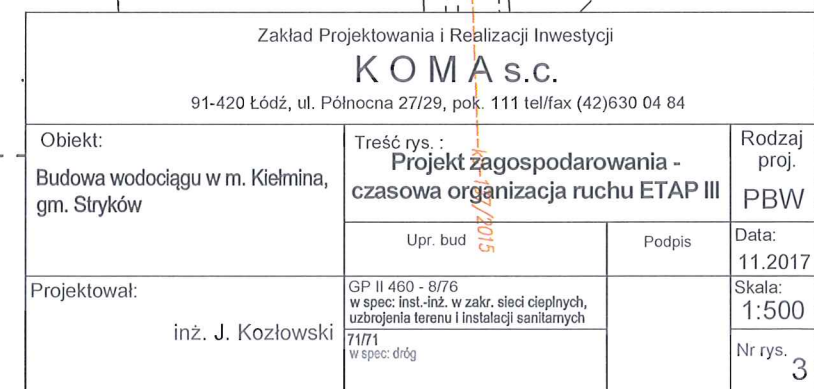 Zakład Projektowania i Realizacji Inwestycji
K O M A s.c.
91-420 Łódź, ul. Północna 27/29, pok. 111 tel/fax (42)630 04 84
Obiekt:
Budowa wodociągu w m. Kiełmina,
gm. Stryków
Treść rys. :
Projekt zagospodarowania -
czasowa organizacja ruchu ETAP III
Rodzaj
proj.
PBW
Upr. bud
Podpis
Data:
11.2017
Projektował:
inż. J. Kozłowski
GP II 460 - 8/76
w spec: inst.-inż. w zakr. sieci cieplnych,
uzbrojenia terenu i instalacji sanitarnych
71/71
w spec: dróg
Skala:
1:500
Nr rys.
3
/2015